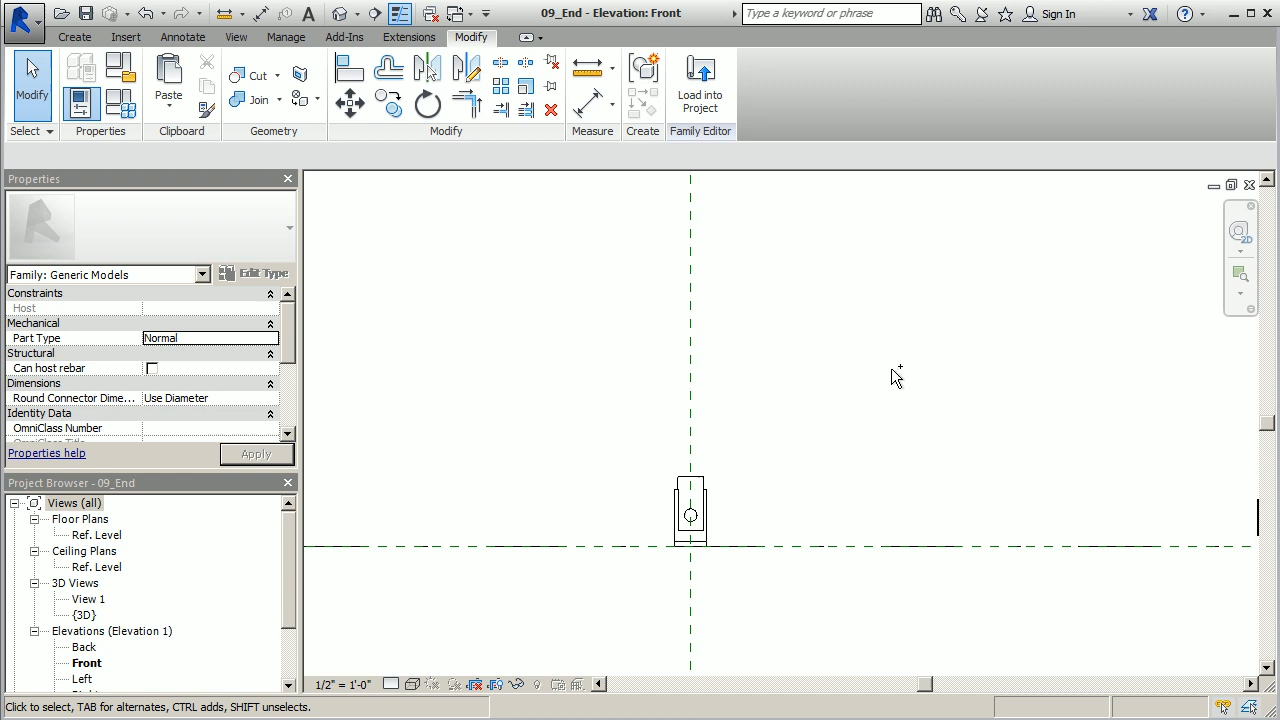 09_End - Elevation: Front
Type a keyword or phrase
Sign In
Create
Insert
Annotate
View
Manage
Add-Ins
Extensions
Modify
Modify
Paste
Cut
Join
Load into
Project
Select
Properties
Clipboard
Geometry
Modify
Measure
Create
Family Editor
Properties
2D
Family: Generic Models
Edit Type
Constraints
Host
Mechanical
Part Type
Normal
Structural
Can host rebar
Dimensions
Round Connector Dime...
Use Diameter
Identity Data
OmniClass Number
OmniClass Title
Properties help
Apply
Project Browser - 09_End
Views (all)
Floor Plans
Ref. Level
Ceiling Plans
Ref. Level
3D Views
View 1
{3D}
Elevations (Elevation 1)
Back
Front
Left
1/2" = 1'-0"
Click to select, TAB for alternates, CTRL adds, SHIFT unselects.